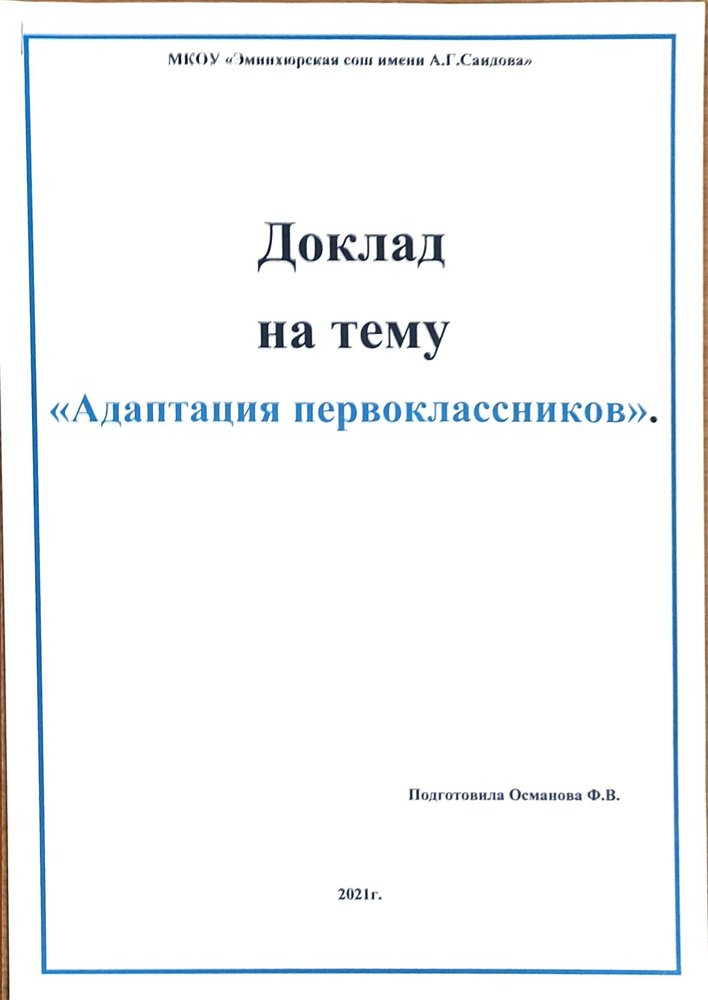 МКОУ «Эминхюрская сош имени А.Г.Саидова»
Доклад
на тему
«Адаптация первоклассников».
Подготовила Османова Ф.В.
2021г.